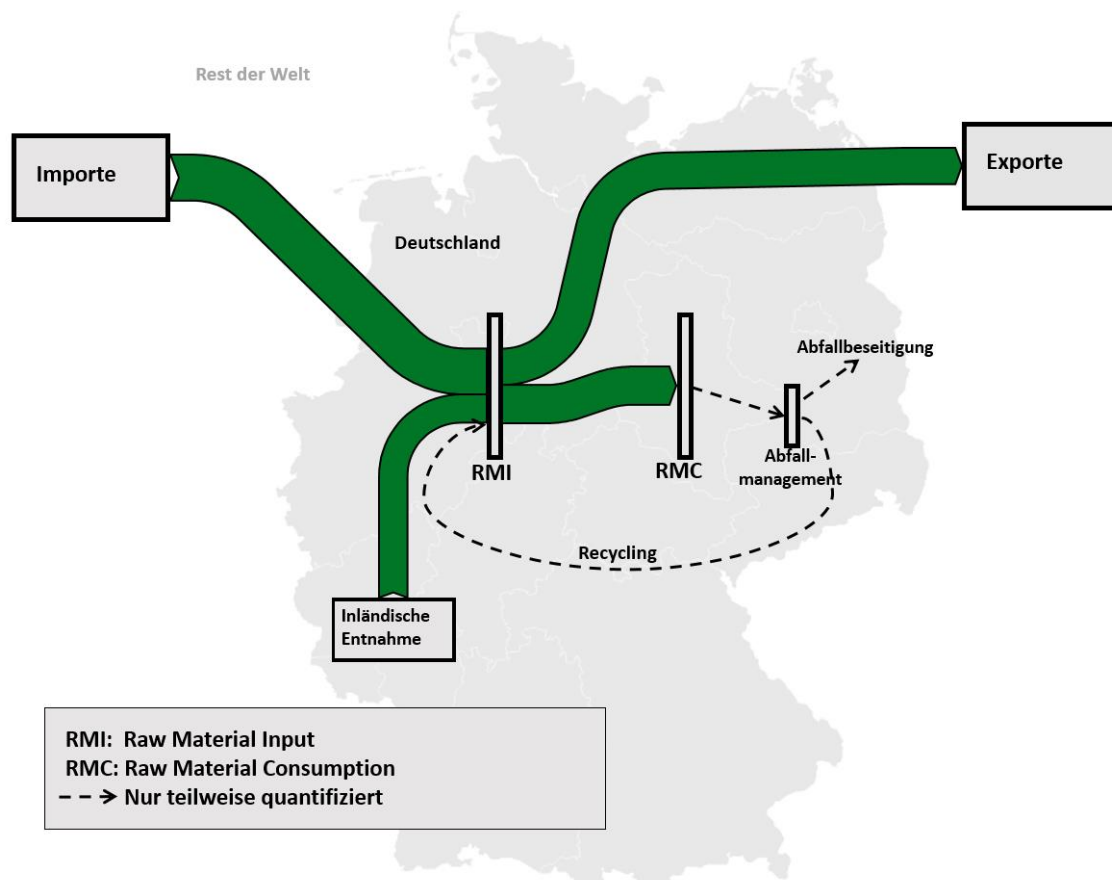 Rest der Welt
Importe
Exporte
Deutschland
Abfallbeseitigung
RMI
RMC
Abfall-
management
Recycling
Inländische
Entnahme
RMI: Raw Material Input
RMC: Raw Material Consumption
Nur teilweise quantifiziert